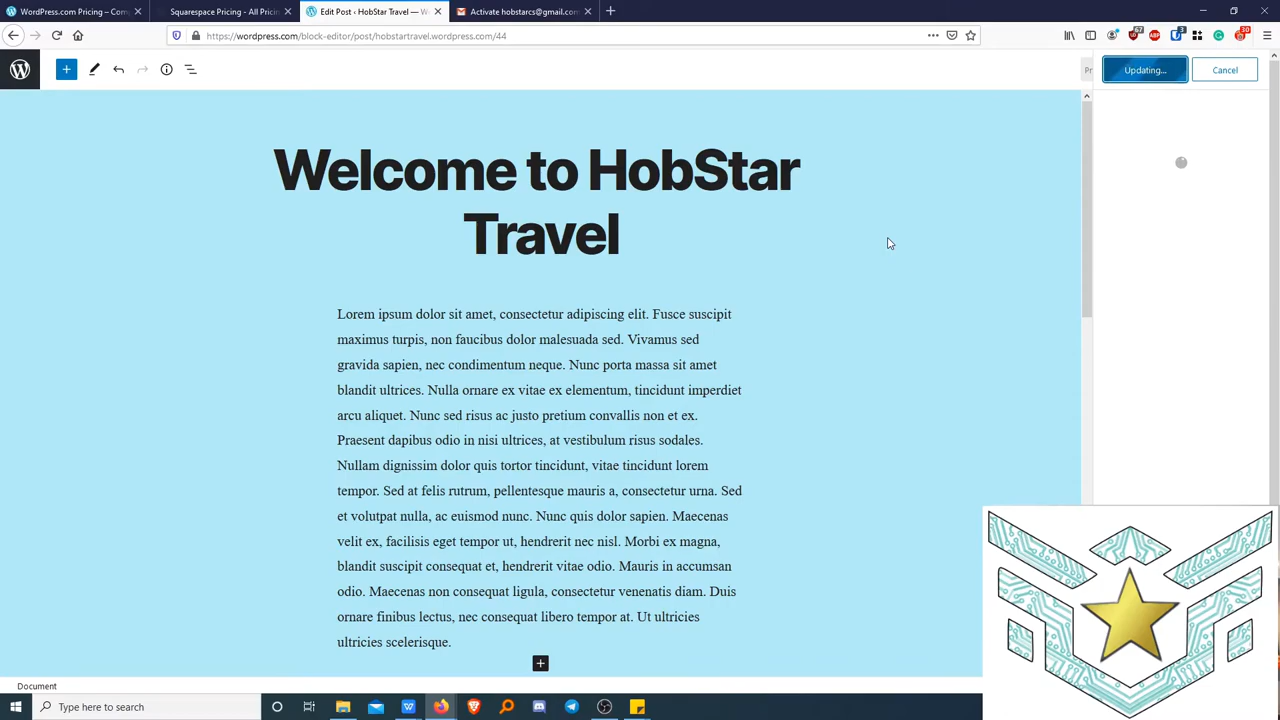 WordPress.com Pricing – Com
Squarespace Pricing - All Pricin
Edit Post ‹ HobStar Travel — W
Activate hobstarcs@gmail.com
https://wordpress.com/block-editor/post/hobstartravel.wordpress.com/44
67
3
30
Pr
Updating...
Cancel
Welcome to HobStar
Travel
Lorem ipsum dolor sit amet, consectetur adipiscing elit. Fusce suscipit
maximus turpis, non faucibus dolor malesuada sed. Vivamus sed
gravida sapien, nec condimentum neque. Nunc porta massa sit amet
blandit ultrices. Nulla ornare ex vitae ex elementum, tincidunt imperdiet
arcu aliquet. Nunc sed risus ac justo pretium convallis non et ex.
Praesent dapibus odio in nisi ultrices, at vestibulum risus sodales.
Nullam dignissim dolor quis tortor tincidunt, vitae tincidunt lorem
tempor. Sed at felis rutrum, pellentesque mauris a, consectetur urna. Sed
et volutpat nulla, ac euismod nunc. Nunc quis dolor sapien. Maecenas
velit ex, facilisis eget tempor ut, hendrerit nec nisl. Morbi ex magna,
blandit suscipit consequat et, hendrerit vitae odio. Mauris in accumsan
odio. Maecenas non consequat ligula, consectetur venenatis diam. Duis
ornare finibus lectus, nec consequat libero tempor at. Ut ultricies
ultricies scelerisque.
Document
Type here to search